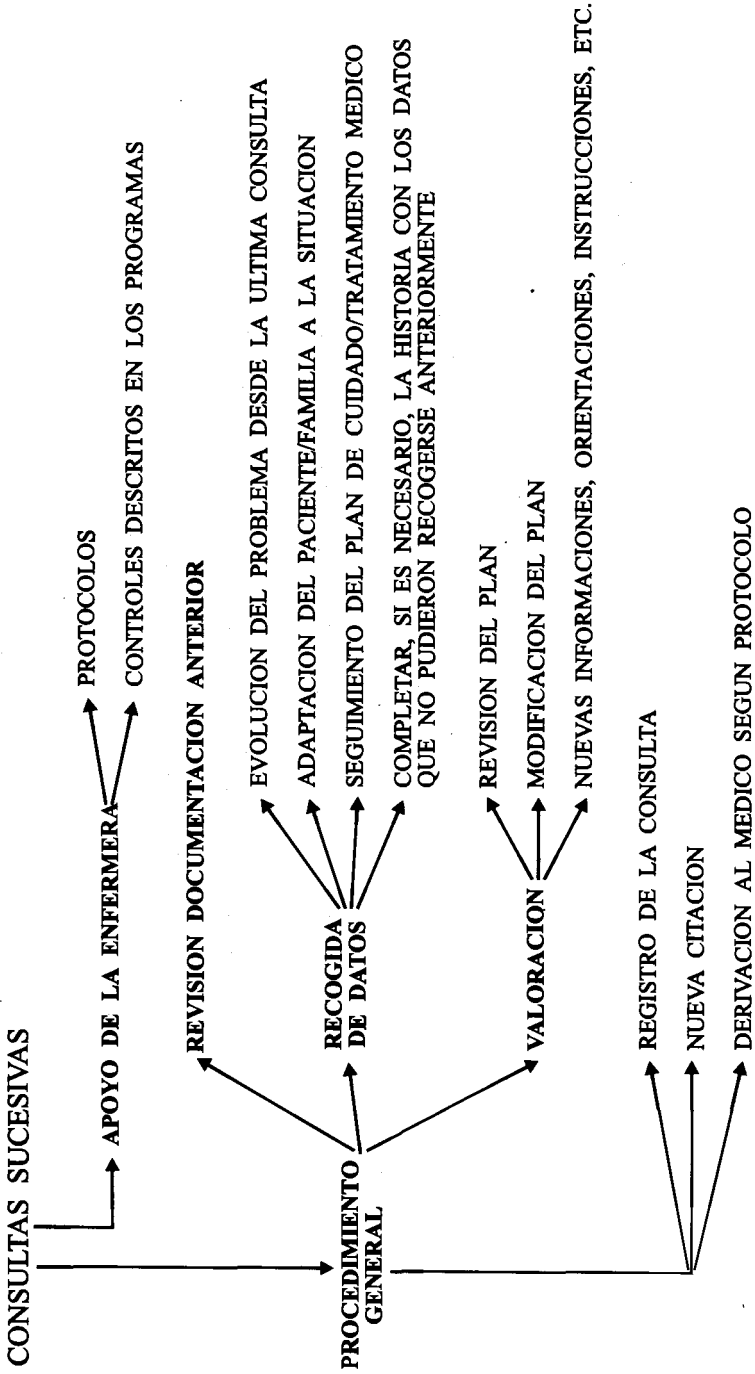 CONSULTAS SUCESIVAS
APOYO DE LA ENFERMERA
PROTOCOLOS
CONTROLES DESCRITOS EN LOS PROGRAMAS
PROCEDIMIENTO
GENERAL
REVISION DOCUMENTACION ANTERIOR
RECOGIDA
DE DATOS
EVOLUCION DEL PROBLEMA DESDE LA ULTIMA CONSULTA
ADAPTACION DEL PACIENTE/FAMILIA A LA SITUACION
SEGUIMIENTO DEL PLAN DE CUIDADO/TRATAMIENTO MEDICO
COMPLETAR, SI ES NECESARIO, LA HISTORIA CON LOS DATOS
QUE NO PUDIERON RECOGERSE ANTERIORMENTE
VALORACION
REVISION DEL PLAN
MODIFICACION DEL PLAN
NUEVAS INFORMACIONES, ORIENTACIONES, INSTRUCCIONES, ETC.
REGISTRO DE LA CONSULTA
NUEVA CITACION
DERIVACION AL MEDICO SEGUN PROTOCOLO